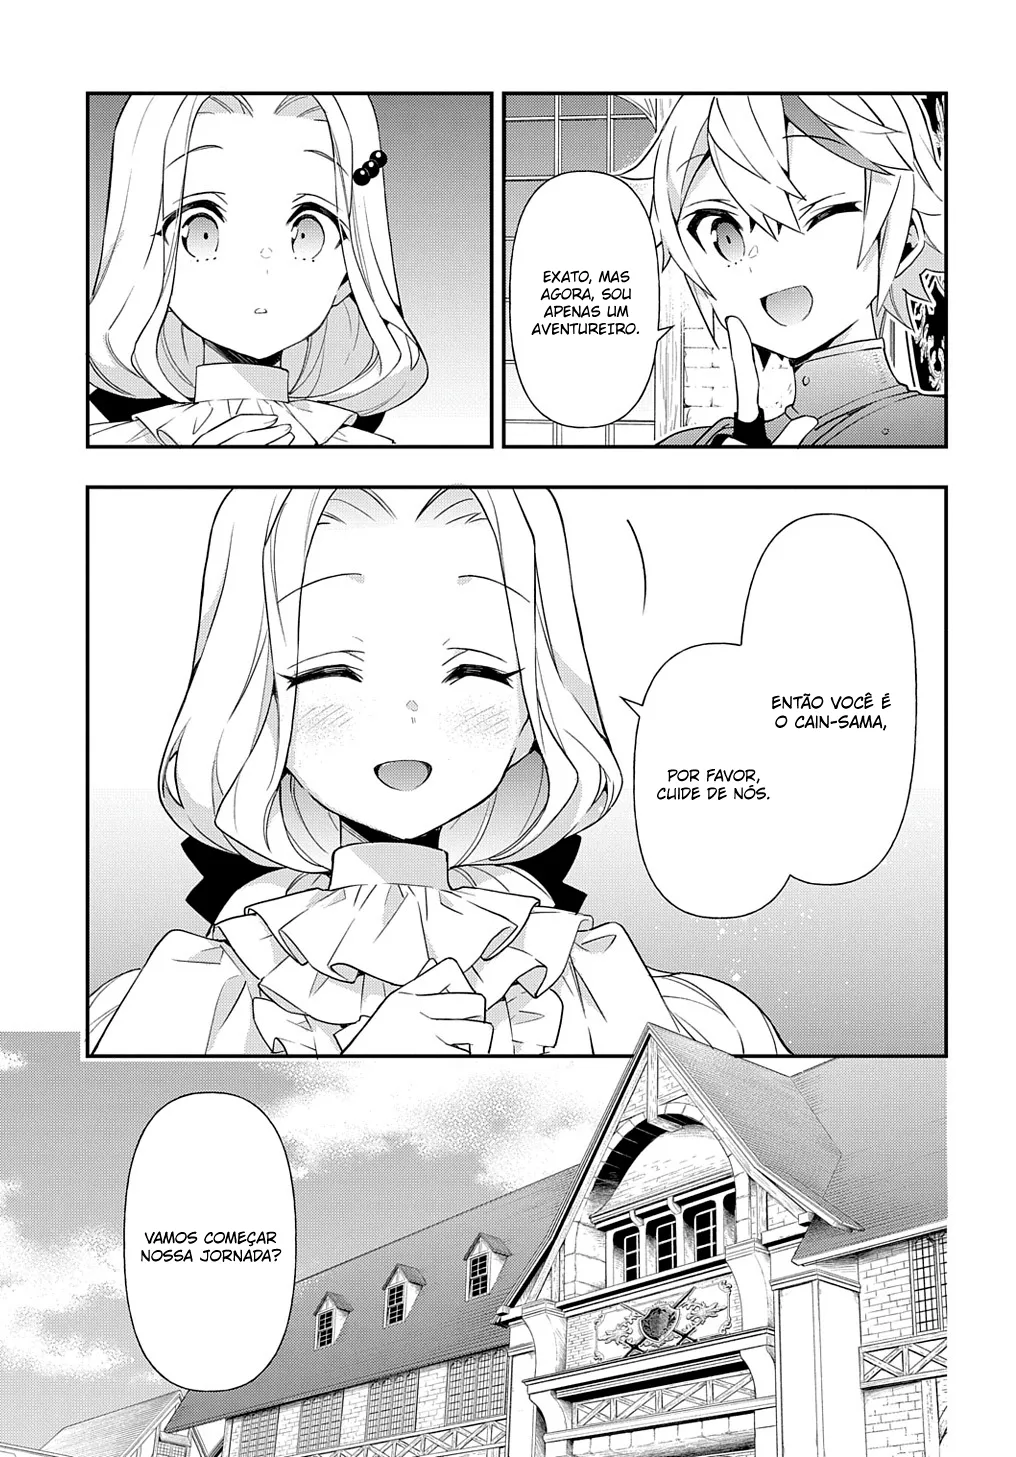 EXATO, MAS
AGORA, SOU
APENAS UM
AVENTUREIRO.
ENTÃO VOCÊ É
O CAIN-SAMA,
POR FAVOR,
CUIDE DE NÓS.
VAMOS COMEÇAR
NOSSA JORNADA?